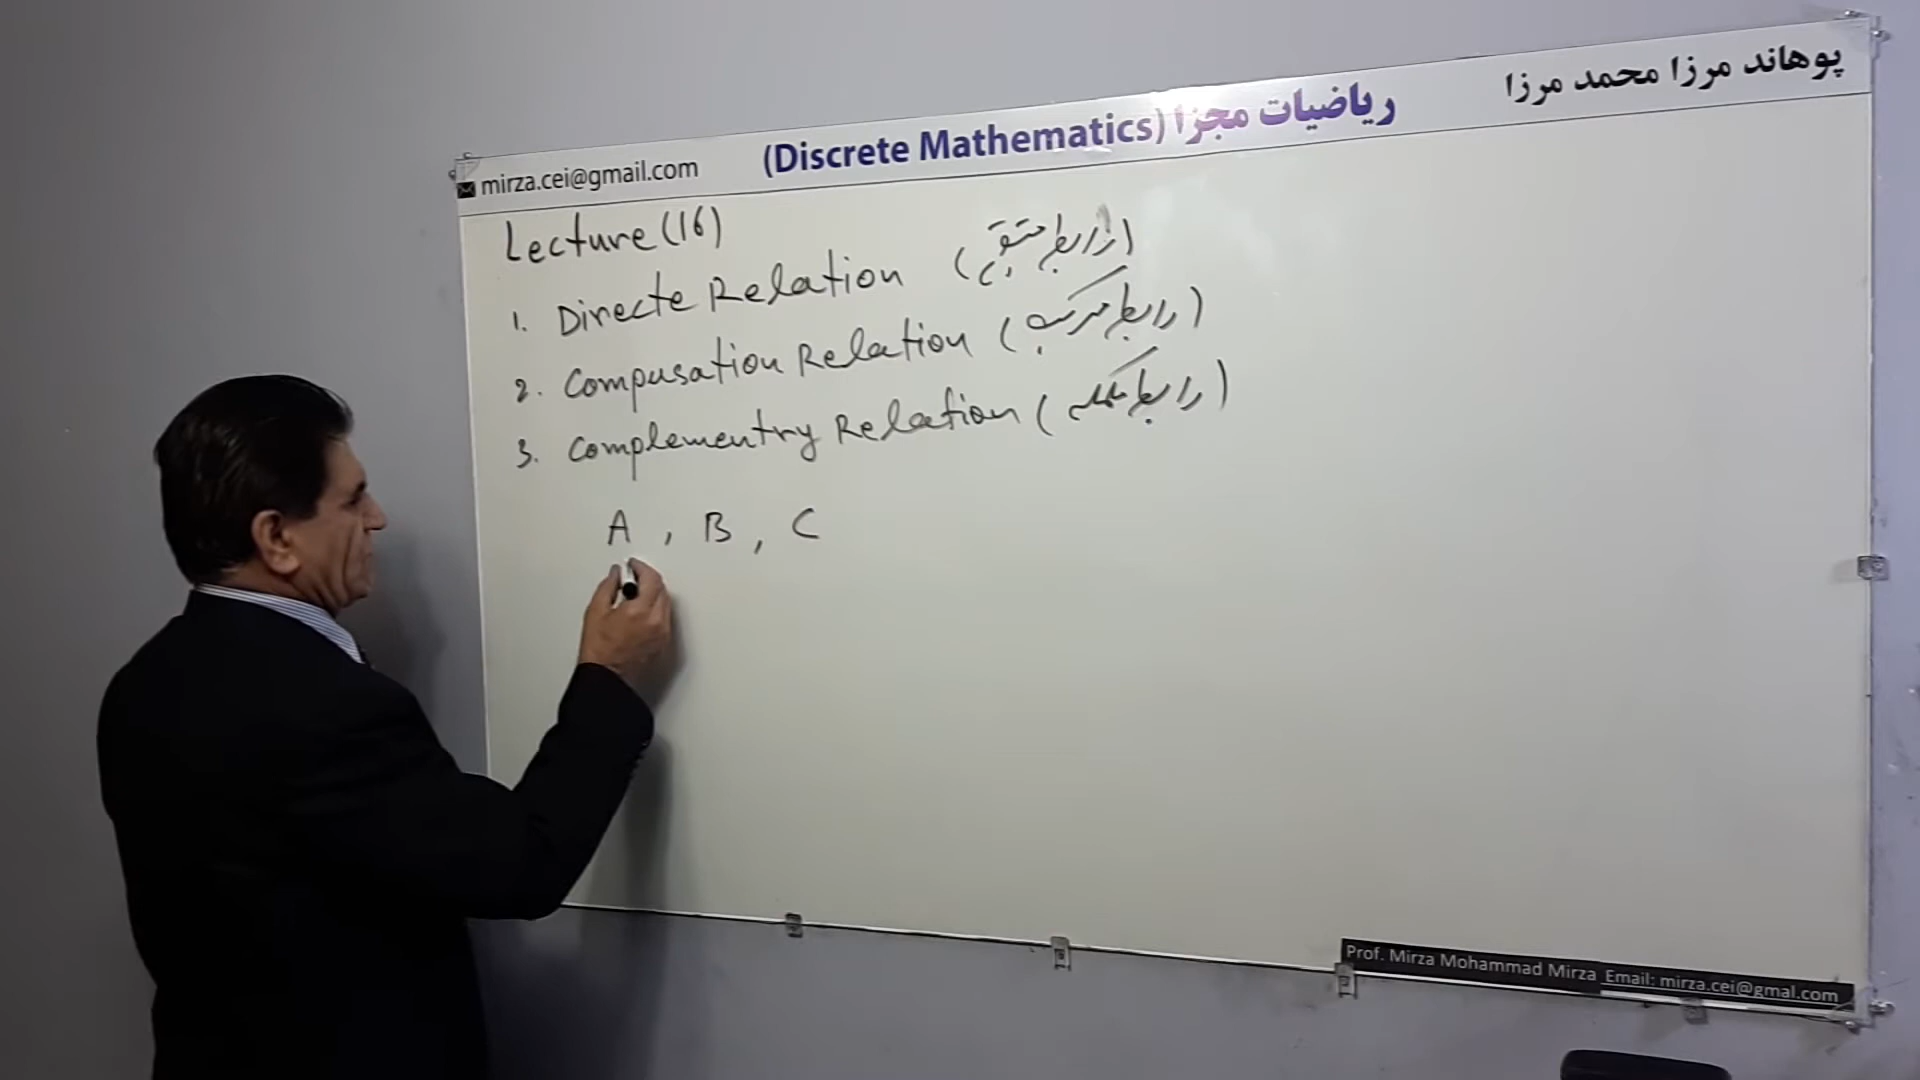 پوهاند مرزا محمد مرزا
ریاضیات مجزا (Discrete Mathematics)
mirza.cei@gmail.com
Lecture (16)
1. Directe Relation (رابطه مستقیم)
2. Compusation Relation (رابطه مرکب)
3. Complementry Relation (رابطه مکمله)
A , B , C
Prof. Mirza Mohammad Mirza Email: mirza.cei@gmal.com